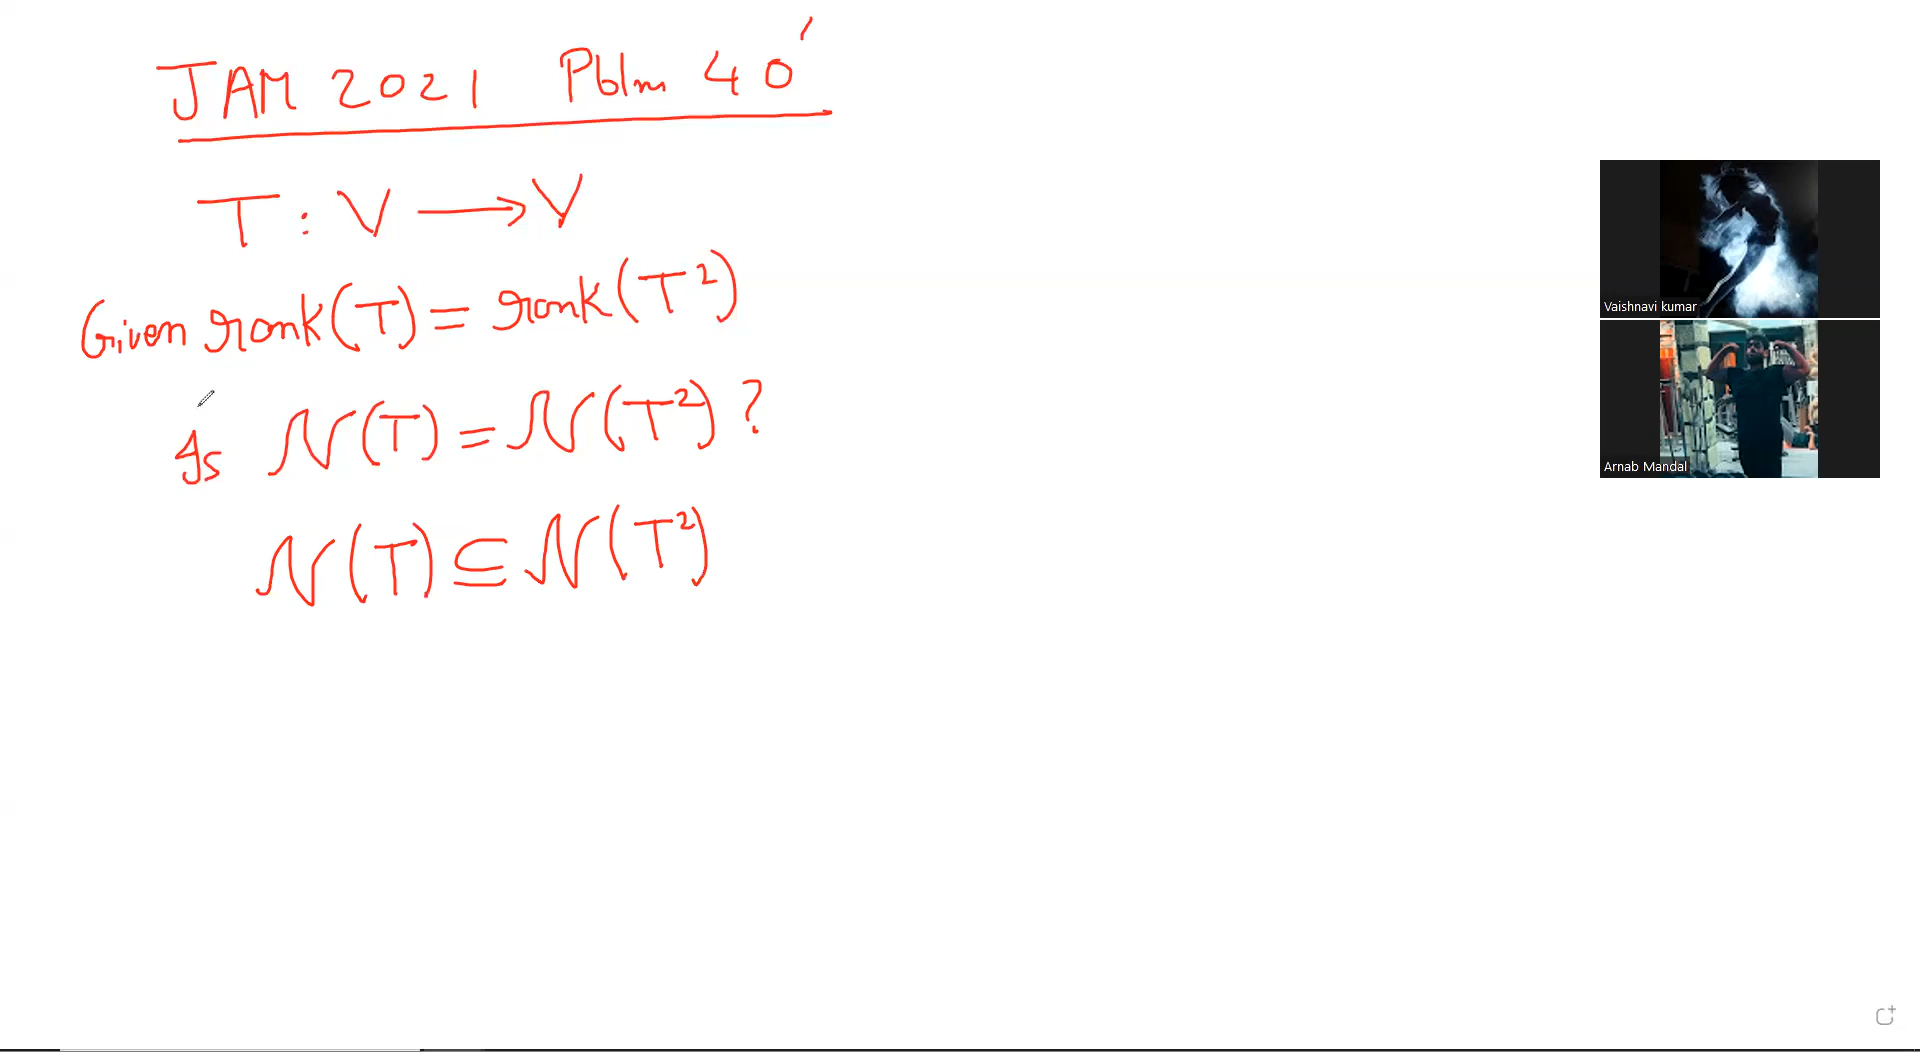 JAM 2021 Pblm 40'
T : V ⟶ V
Given rank(T) = rank(T²)
Is N(T) = N(T²) ?
N(T) ⊆ N(T²)
Vaishnavi kumar
Arnab Mandal